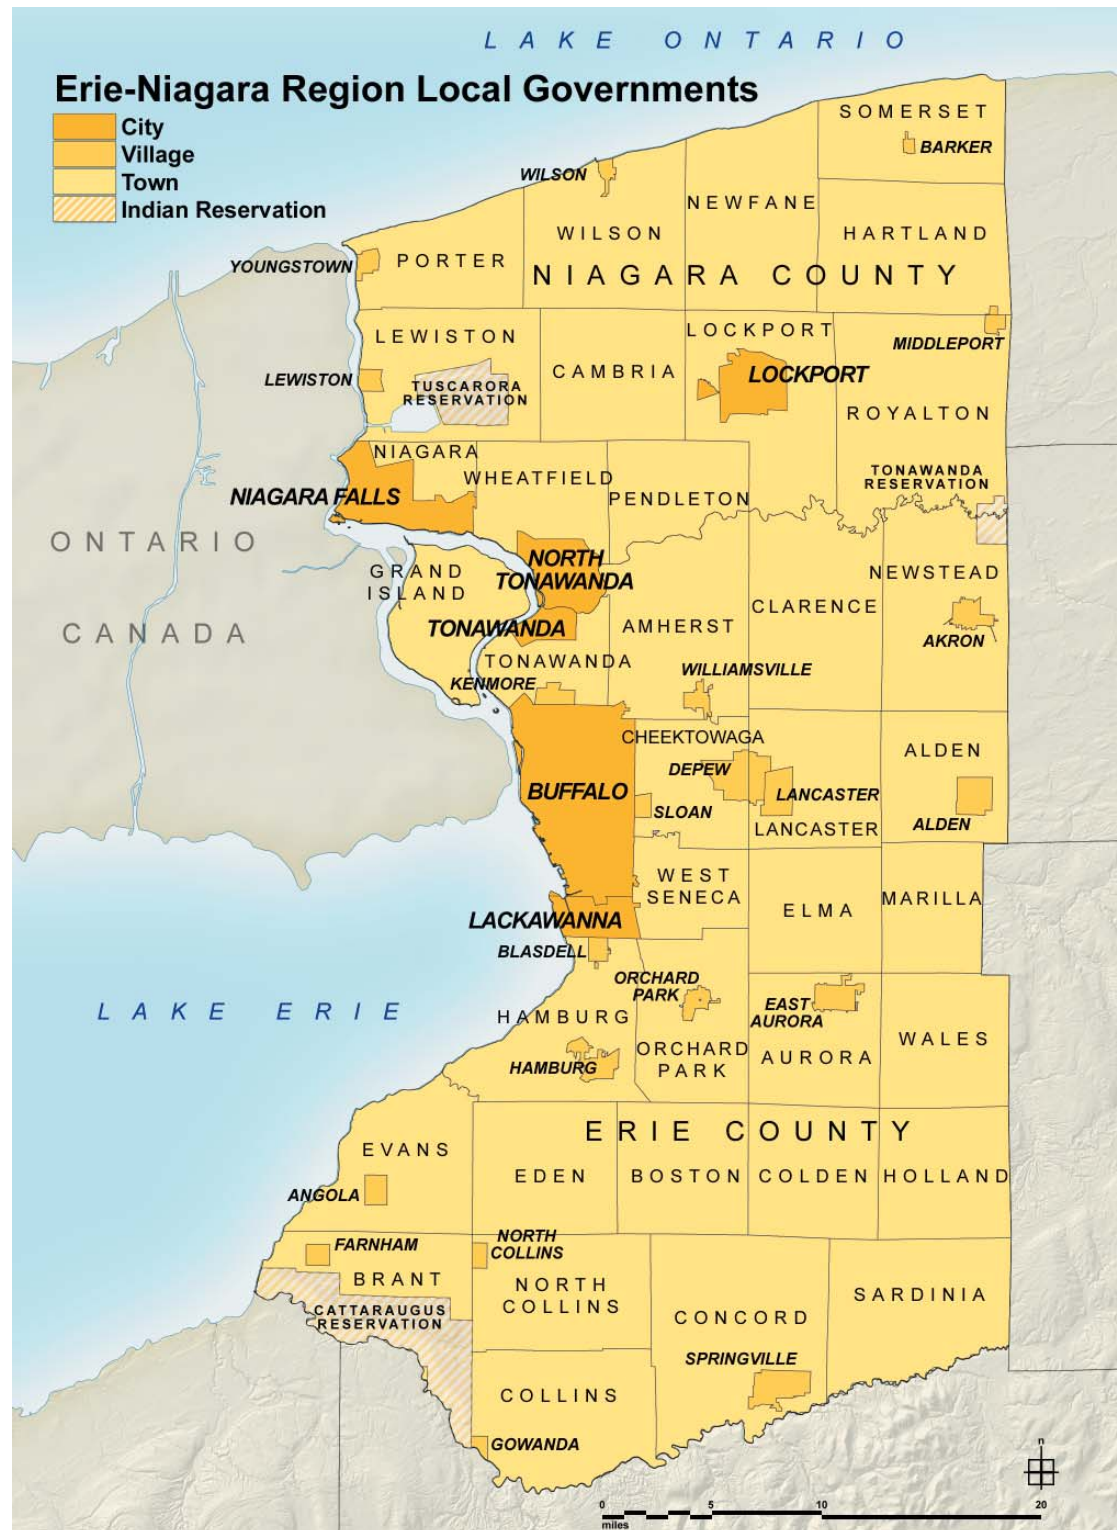 LAKE ONTARIO
Erie-Niagara Region Local Governments
City
Village
Town
Indian Reservation
SOMERSET
BARKER
WILSON
NEWFANE
WILSON
HARTLAND
YOUNGSTOWN
PORTER
NIAGARA COUNTY
LEWISTON
LOCKPORT
MIDDLEPORT
LEWISTON
TUSCARORA
RESERVATION
CAMBRIA
LOCKPORT
ROYALTON
NIAGARA
WHEATFIELD
PENDLETON
TONAWANDA
RESERVATION
NIAGARA FALLS
ONTARIO
CANADA
GRAND
ISLAND
NORTH
TONAWANDA
NEWSTEAD
CLARENCE
TONAWANDA
AMHERST
AKRON
TONAWANDA
KENMORE
WILLIAMSVILLE
CHEEKTOWAGA
ALDEN
DEPEW
BUFFALO
LANCASTER
SLOAN
LANCASTER
ALDEN
WEST
SENECA
ELMA
MARILLA
LACKAWANNA
BLASDELL
ORCHARD
PARK
EAST
AURORA
LAKE ERIE
HAMBURG
WALES
ORCHARD
PARK
AURORA
HAMBURG
ERIE COUNTY
EVANS
EDEN
BOSTON
COLDEN
HOLLAND
ANGOLA
FARNHAM
NORTH
COLLINS
BRANT
NORTH
COLLINS
SARDINIA
CATTARAUGUS
RESERVATION
CONCORD
SPRINGVILLE
COLLINS
GOWANDA
n
0 5 10 20
miles